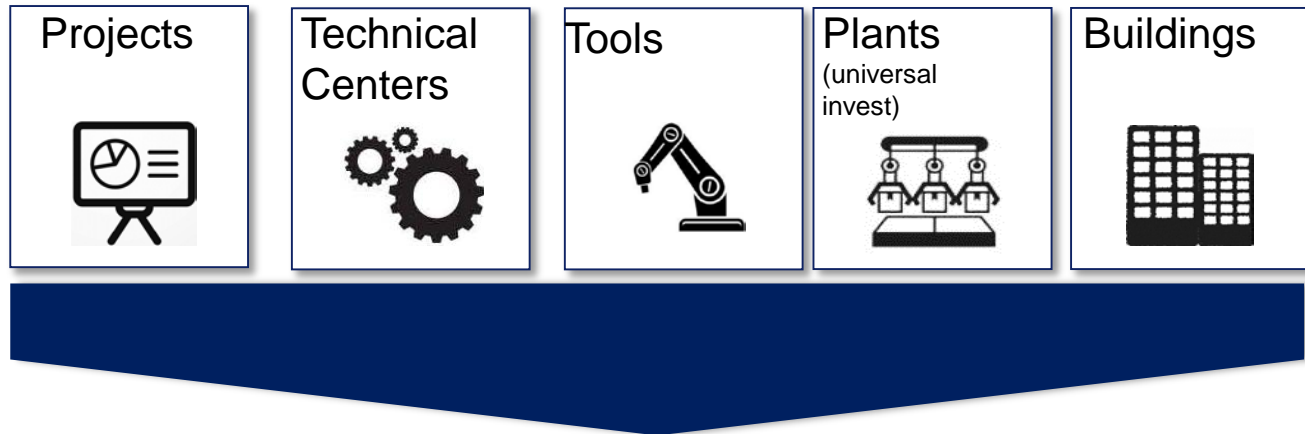 Projects
Technical
Centers
Tools
Plants
(universal
invest)
Buildings